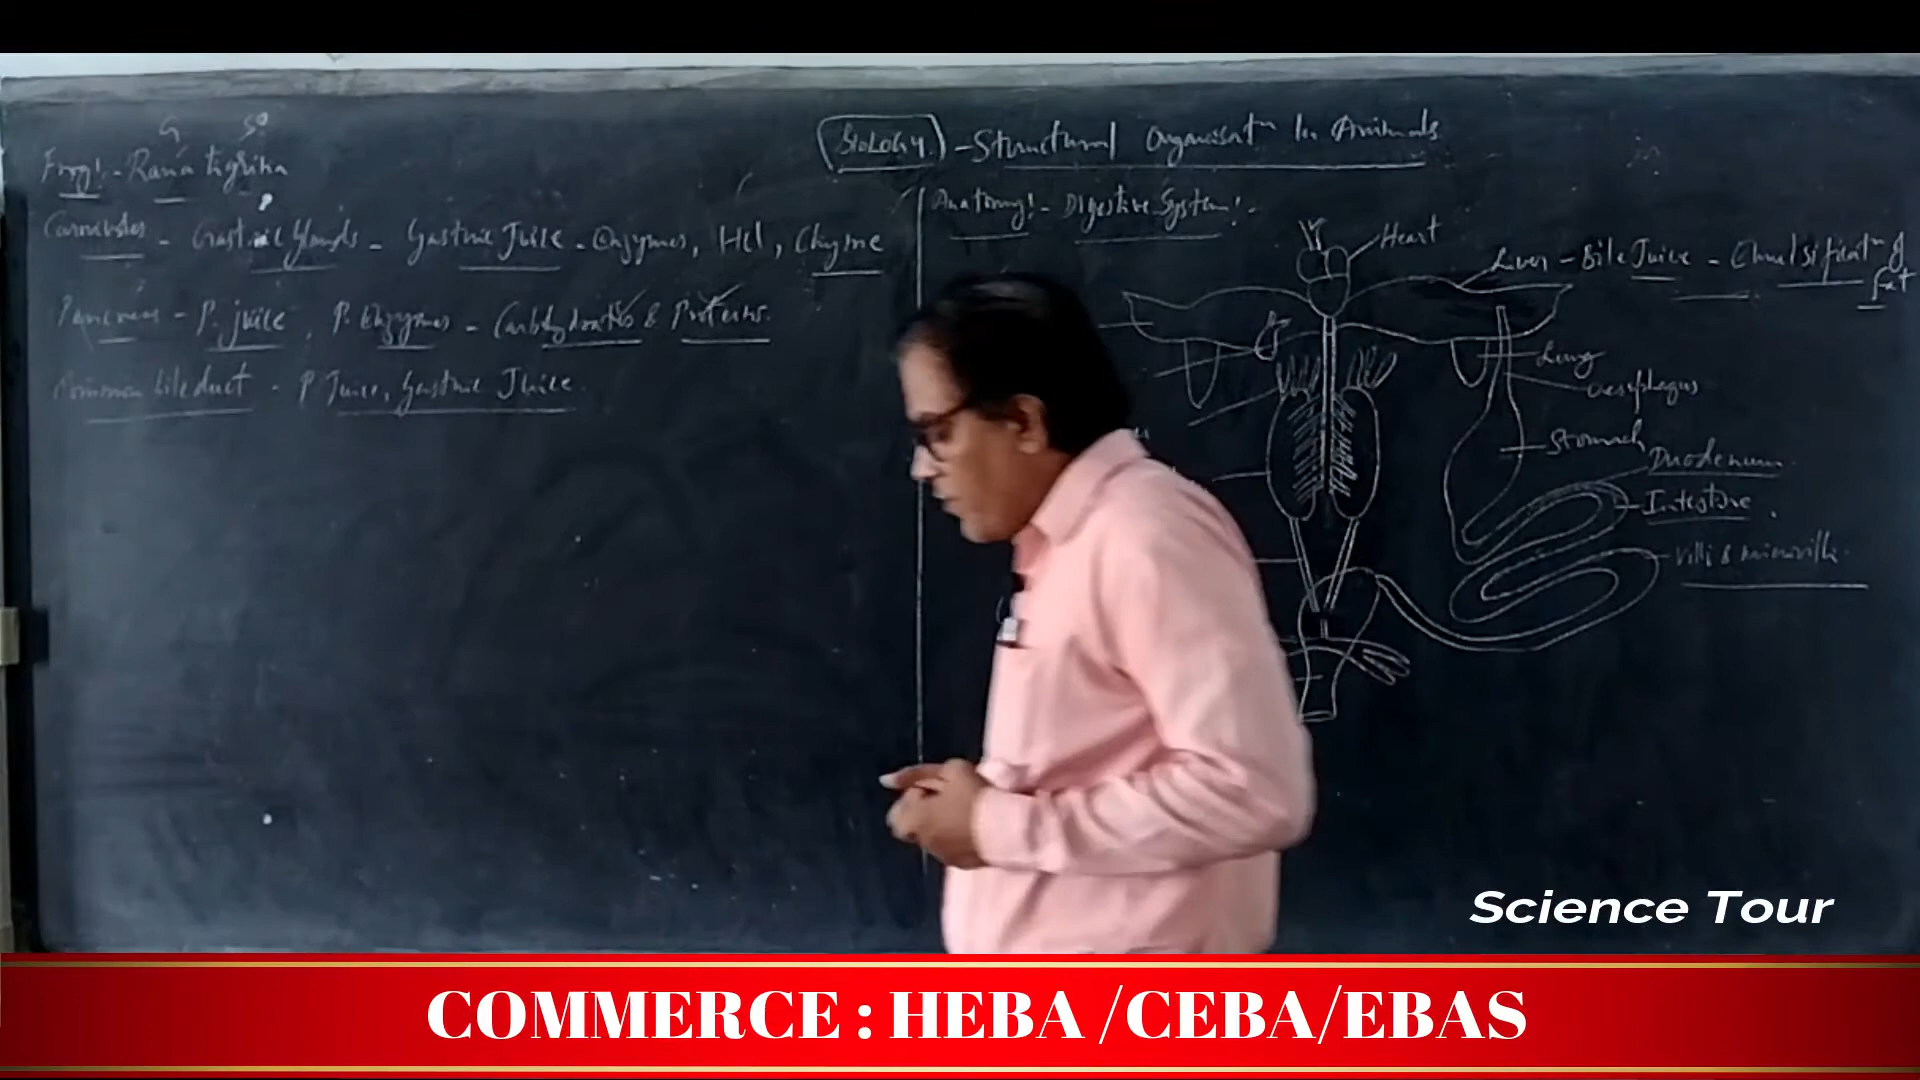 BIOLOGY. - Structural Organisatn In Animals
G S
Frog! - Rana tigrina
Carnivores - Gastric Glands - Gastric Juice - Enzymes, Hcl, Chyme
Pancreas - P. juice, P. Enzymes - Carbohydrates & Proteins.
Common bile duct - P Juice, Gastric Juice.
Anatomy! - Digestive System! -
Heart
Liver - Bile Juice - Emulsificatn of fat
Lung
Oesophagus
Stomach
Duodenum
Intestine
Villi & microvilli
Science Tour
COMMERCE : HEBA /CEBA/EBAS